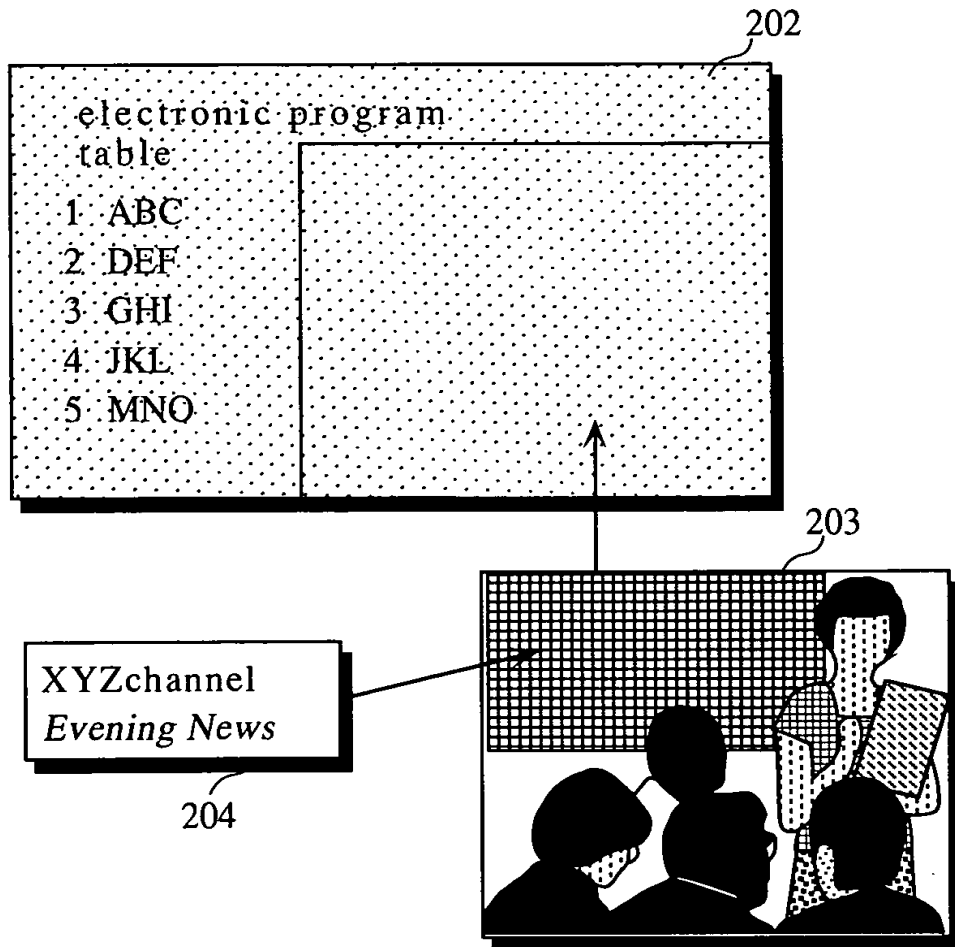 202
electronic program
table
1 ABC
2 DEF
3 GHI
4 JKL
5 MNO
203
XYZchannel
Evening News
204